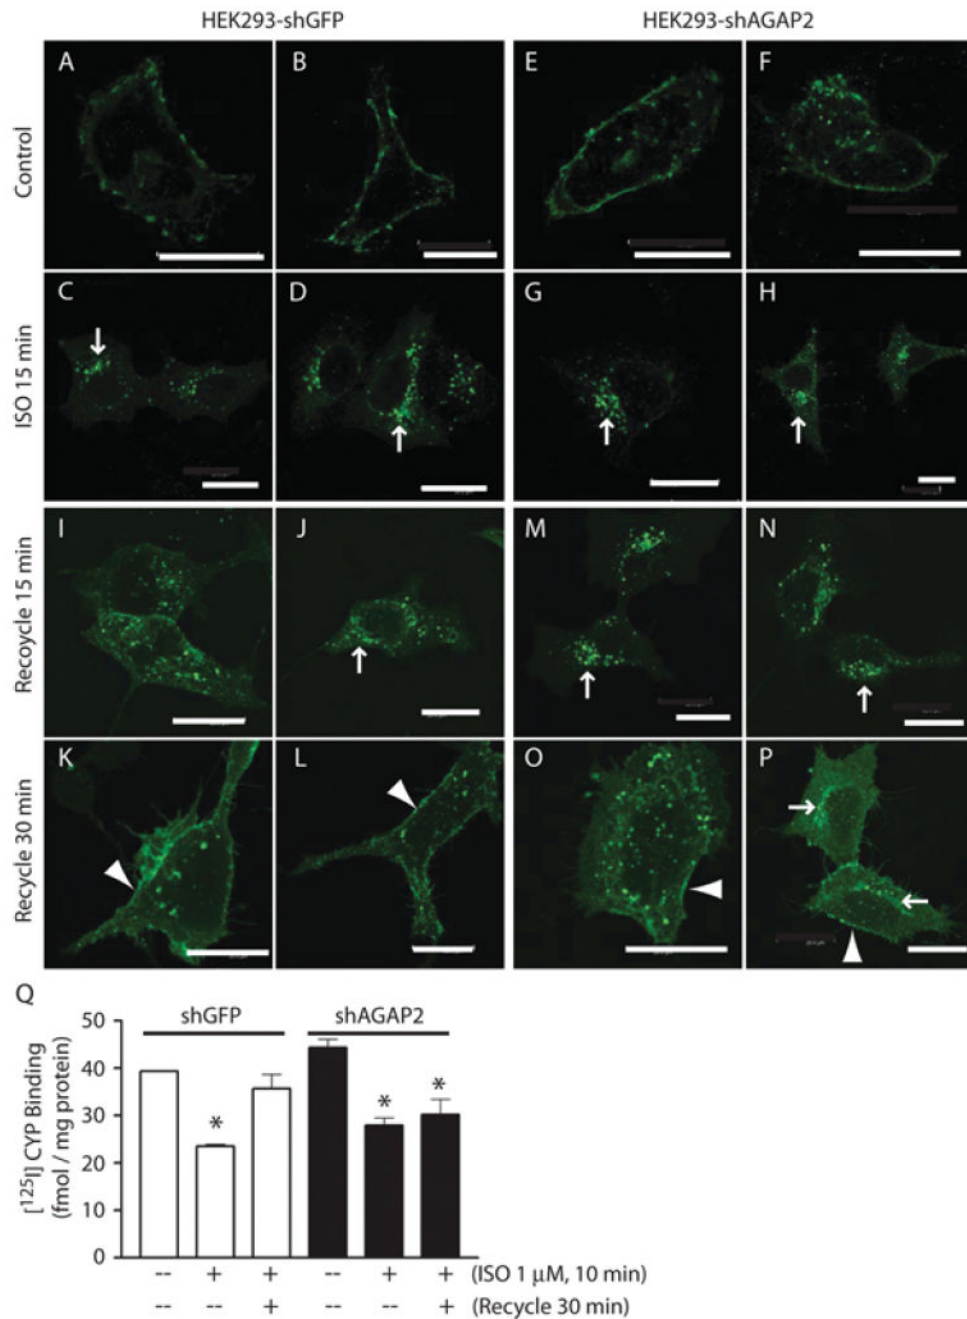 HEK293-shGFP HEK293-shAGAP2
A B E F
Control
C D G H
ISO 15 min
I J M N
Recoycle 15 min
K L O P
Recycle 30 min
Q
shGFP shAGAP2
[125I] CYP Binding
(fmol / mg protein)
50
40
30
20
10
0
* * *
-- + + -- + + (ISO 1 μM, 10 min)
-- -- + -- -- + (Recycle 30 min)